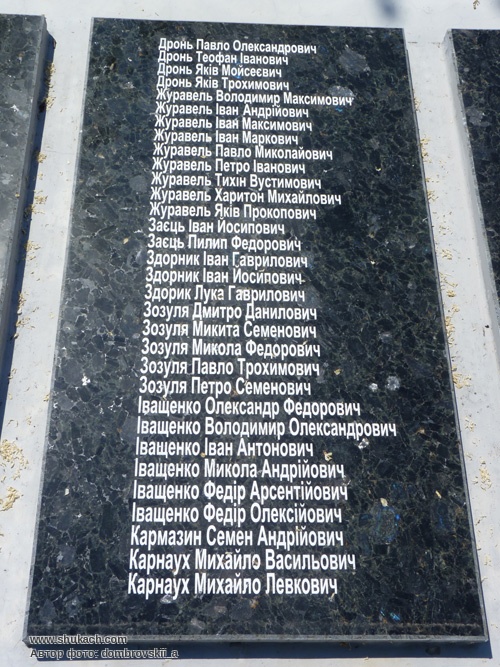 Дронь Павло Олександрович
Дронь Теофан Іванович
Дронь Яків Мойсеєвич
Дронь Яків Трохимович
Журавель Володимир Максимович
Журавель Іван Андрійович
Журавель Іван Максимович
Журавель Іван Маркович
Журавель Павло Миколайович
Журавель Петро Іванович
Журавель Тихін Вустимович
Журавель Харитон Михайлович
Журавель Яків Прокопович
Заєць Іван Йосипович
Заєць Пилип Федорович
Здорник Іван Гаврилович
Здорник Іван Йосипович
Здорик Лука Гаврилович
Зозуля Дмитро Данилович
Зозуля Микита Семенович
Зозуля Микола Федорович
Зозуля Павло Трохимович
Зозуля Петро Семенович
Іващенко Олександр Федорович
Іващенко Володимир Олександрович
Іващенко Іван Антонович
Іващенко Микола Андрійович
Іващенко Федір Арсентійович
Іващенко Федір Олексійович
Кармазин Семен Андрійович
Карнаух Михайло Васильович
Карнаух Михайло Левкович
www.shukach.com
Автор фото: dombrovskii_a